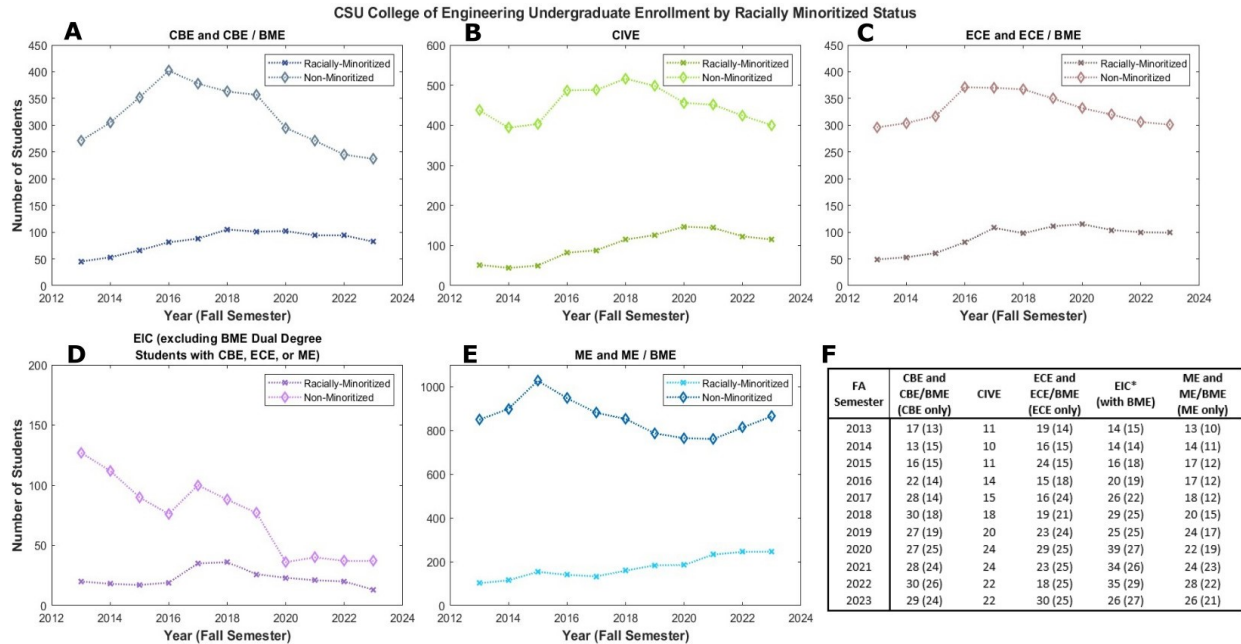 CSU College of Engineering Undergraduate Enrollment by Racially Minoritized Status
A
CBE and CBE / BME
450
400
350
300
250
200
150
100
50
0
Number of Students
Racially-Minoritized
Non-Minoritized
2012 2014 2016 2018 2020 2022 2024
Year (Fall Semester)
B
CIVE
600
500
400
300
200
100
0
Racially-Minoritized
Non-Minoritized
2012 2014 2016 2018 2020 2022 2024
Year (Fall Semester)
C
ECE and ECE / BME
450
400
350
300
250
200
150
100
50
0
Racially-Minoritized
Non-Minoritized
2012 2014 2016 2018 2020 2022 2024
Year (Fall Semester)
D
EIC (excluding BME Dual Degree
Students with CBE, ECE, or ME)
200
150
100
50
0
Number of Students
Racially-Minoritized
Non-Minoritized
2012 2014 2016 2018 2020 2022 2024
Year (Fall Semester)
E
ME and ME / BME
1000
800
600
400
200
0
Racially-Minoritized
Non-Minoritized
2012 2014 2016 2018 2020 2022 2024
Year (Fall Semester)
F
FA Semester CBE and CBE/BME (CBE only) CIVE ECE and ECE/BME (ECE only) EIC* (with BME) ME and ME/BME (ME only)
2013 17 (13) 11 19 (14) 14 (15) 13 (10)
2014 13 (15) 10 16 (15) 14 (14) 14 (11)
2015 16 (15) 11 24 (15) 16 (18) 17 (12)
2016 22 (14) 14 15 (18) 20 (19) 17 (12)
2017 28 (14) 15 16 (24) 26 (22) 18 (12)
2018 30 (18) 18 19 (21) 29 (25) 20 (15)
2019 27 (19) 20 23 (24) 25 (25) 24 (17)
2020 27 (25) 24 29 (25) 39 (27) 22 (19)
2021 28 (24) 24 23 (25) 34 (26) 24 (23)
2022 30 (26) 22 18 (25) 35 (29) 28 (22)
2023 29 (24) 22 30 (25) 26 (27) 26 (21)